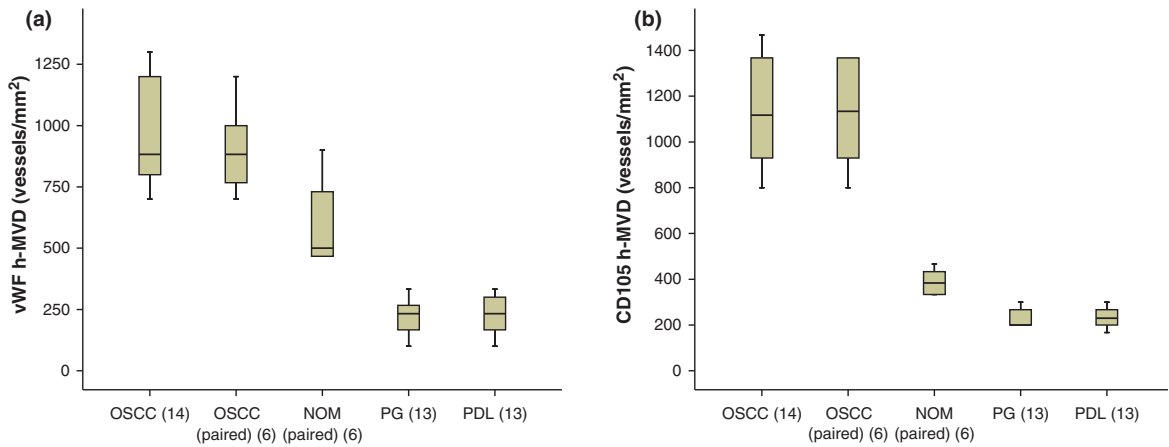 (a)
vWF h-MVD (vessels/mm²)
1250
1000
750
500
250
0
OSCC (14)
OSCC
(paired) (6)
NOM
(paired) (6)
PG (13)
PDL (13)
(b)
CD105 h-MVD (vessels/mm²)
1400
1200
1000
800
600
400
200
0
OSCC (14)
OSCC
(paired) (6)
NOM
(paired) (6)
PG (13)
PDL (13)